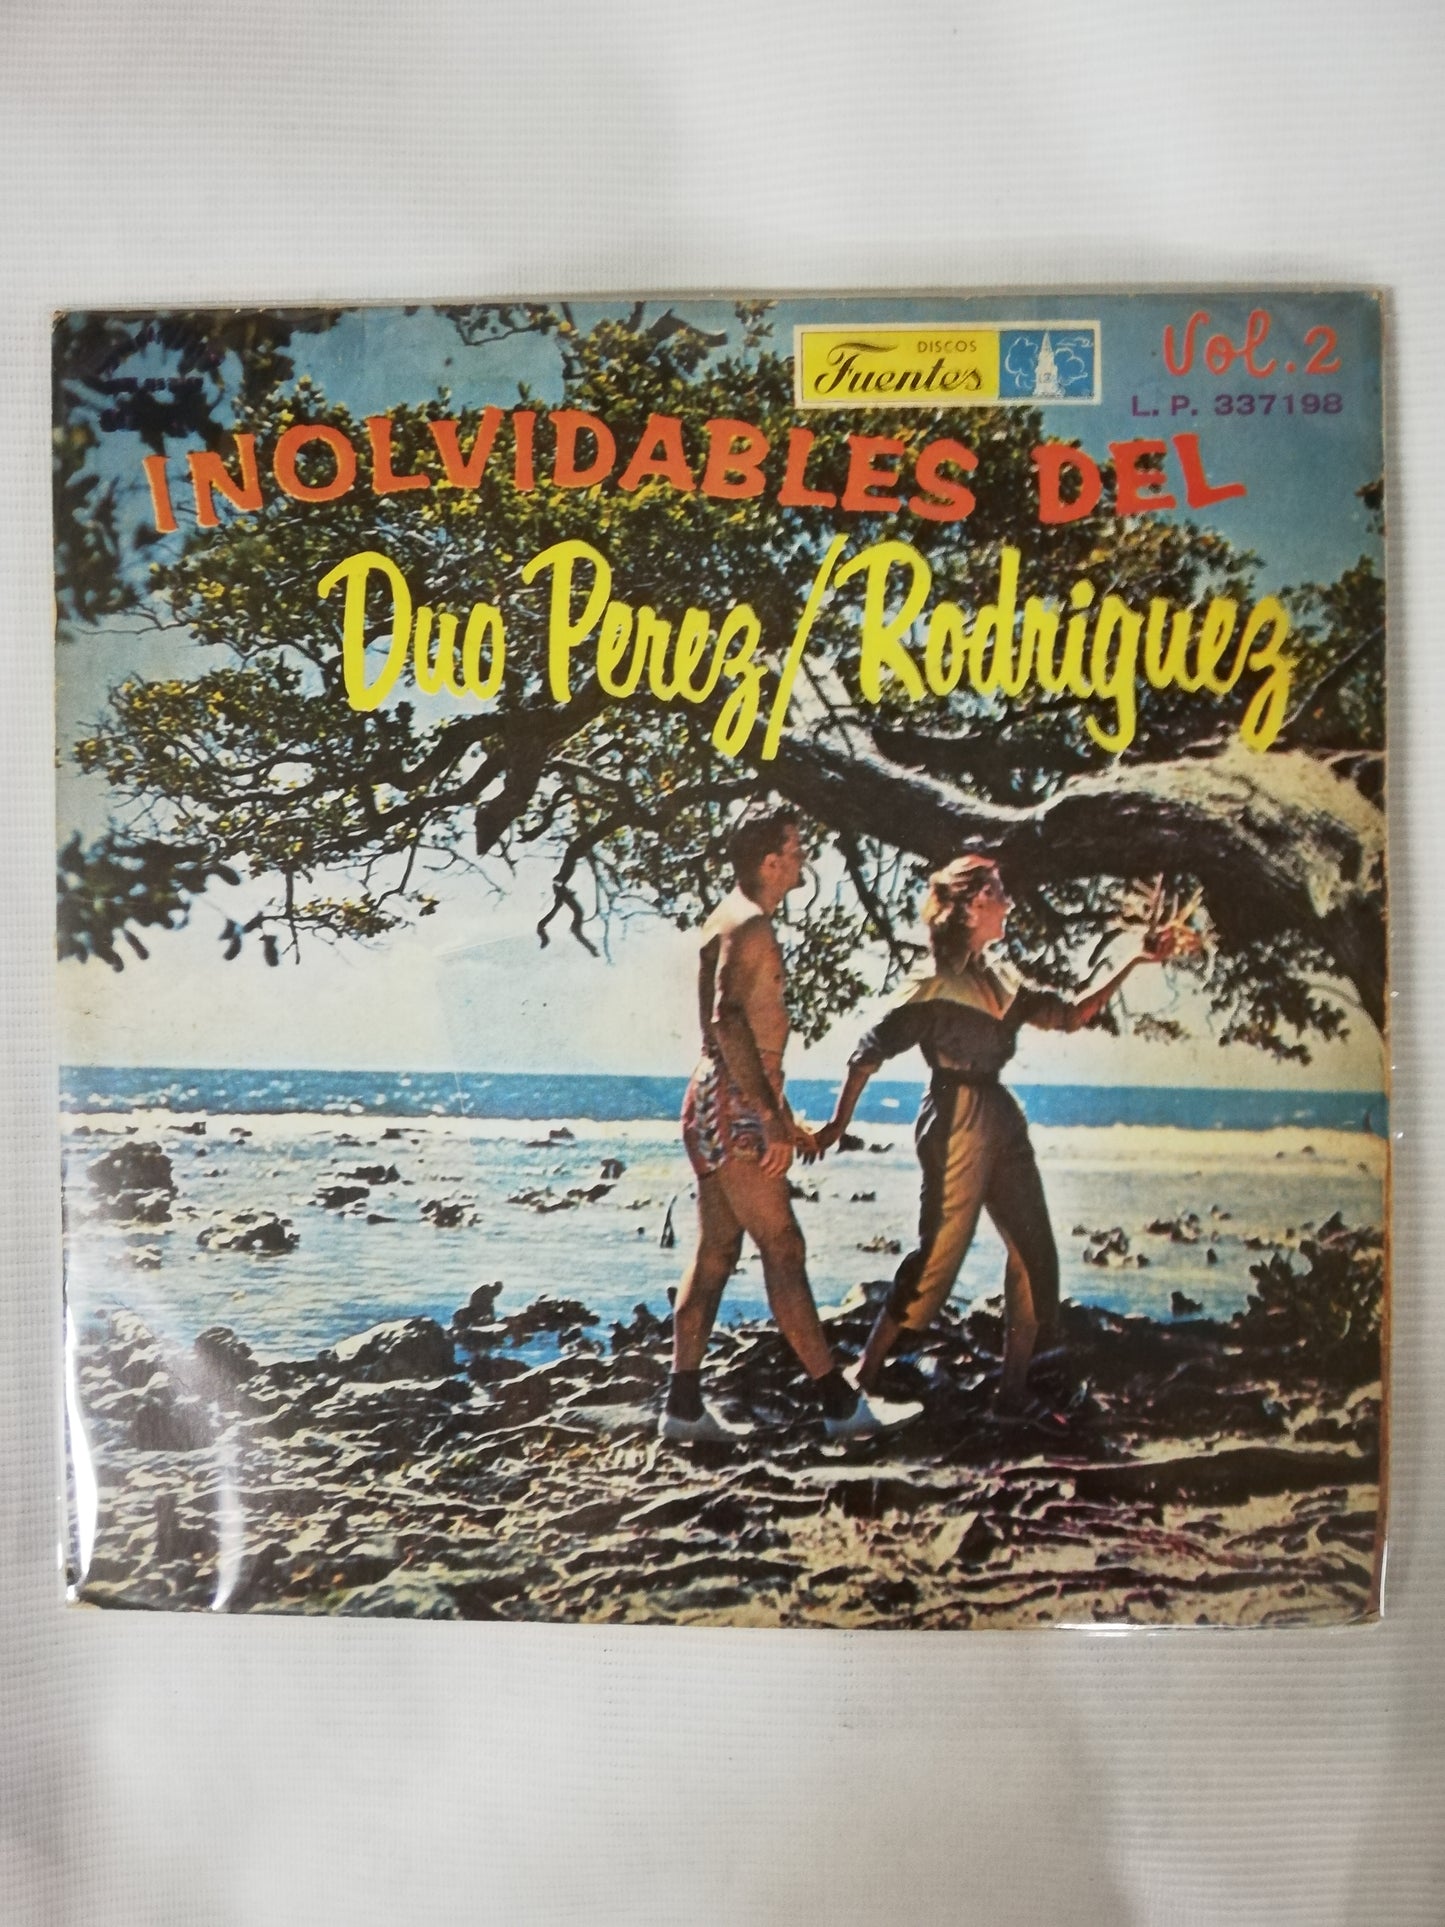 DISCOS
Fuentes
Vol. 2
L. P. 337198
INOLVIDABLES DEL
Duo Perez/Rodriguez